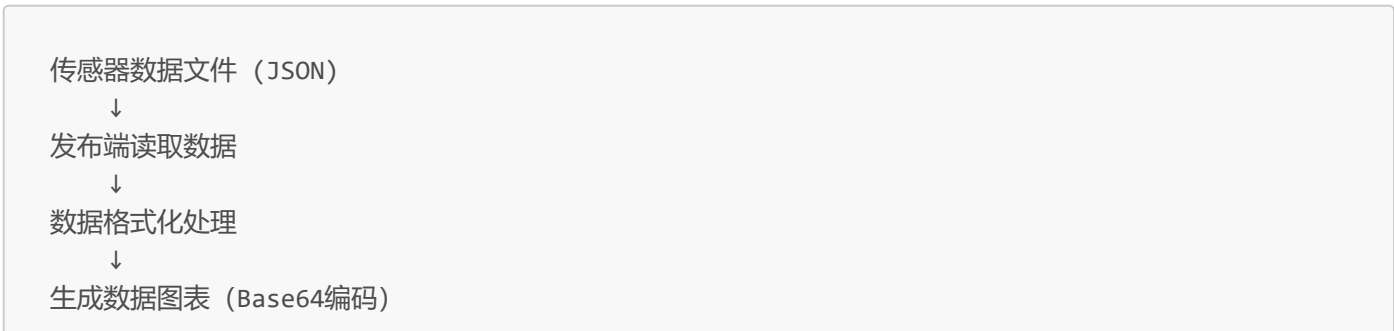 传感器数据文件 (JSON)
↓
发布端读取数据
↓
数据格式化处理
↓
生成数据图表 (Base64编码)